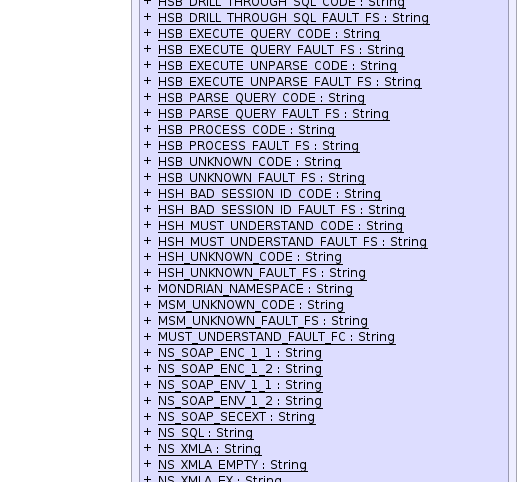 + HSB_DRILL_THROUGH_SQL_CODE : String
+ HSB_DRILL_THROUGH_SQL_FAULT_FS : String
+ HSB_EXECUTE_QUERY_CODE : String
+ HSB_EXECUTE_QUERY_FAULT_FS : String
+ HSB_EXECUTE_UNPARSE_CODE : String
+ HSB_EXECUTE_UNPARSE_FAULT_FS : String
+ HSB_PARSE_QUERY_CODE : String
+ HSB_PARSE_QUERY_FAULT_FS : String
+ HSB_PROCESS_CODE : String
+ HSB_PROCESS_FAULT_FS : String
+ HSB_UNKNOWN_CODE : String
+ HSB_UNKNOWN_FAULT_FS : String
+ HSH_BAD_SESSION_ID_CODE : String
+ HSH_BAD_SESSION_ID_FAULT_FS : String
+ HSH_MUST_UNDERSTAND_CODE : String
+ HSH_MUST_UNDERSTAND_FAULT_FS : String
+ HSH_UNKNOWN_CODE : String
+ HSH_UNKNOWN_FAULT_FS : String
+ MONDRIAN_NAMESPACE : String
+ MSM_UNKNOWN_CODE : String
+ MSM_UNKNOWN_FAULT_FS : String
+ MUST_UNDERSTAND_FAULT_FC : String
+ NS_SOAP_ENC_1_1 : String
+ NS_SOAP_ENC_1_2 : String
+ NS_SOAP_ENV_1_1 : String
+ NS_SOAP_ENV_1_2 : String
+ NS_SOAP_SECEXT : String
+ NS_SQL : String
+ NS_XMLA : String
+ NS_XMLA_EMPTY : String
+ NS_XMLA_EX : String